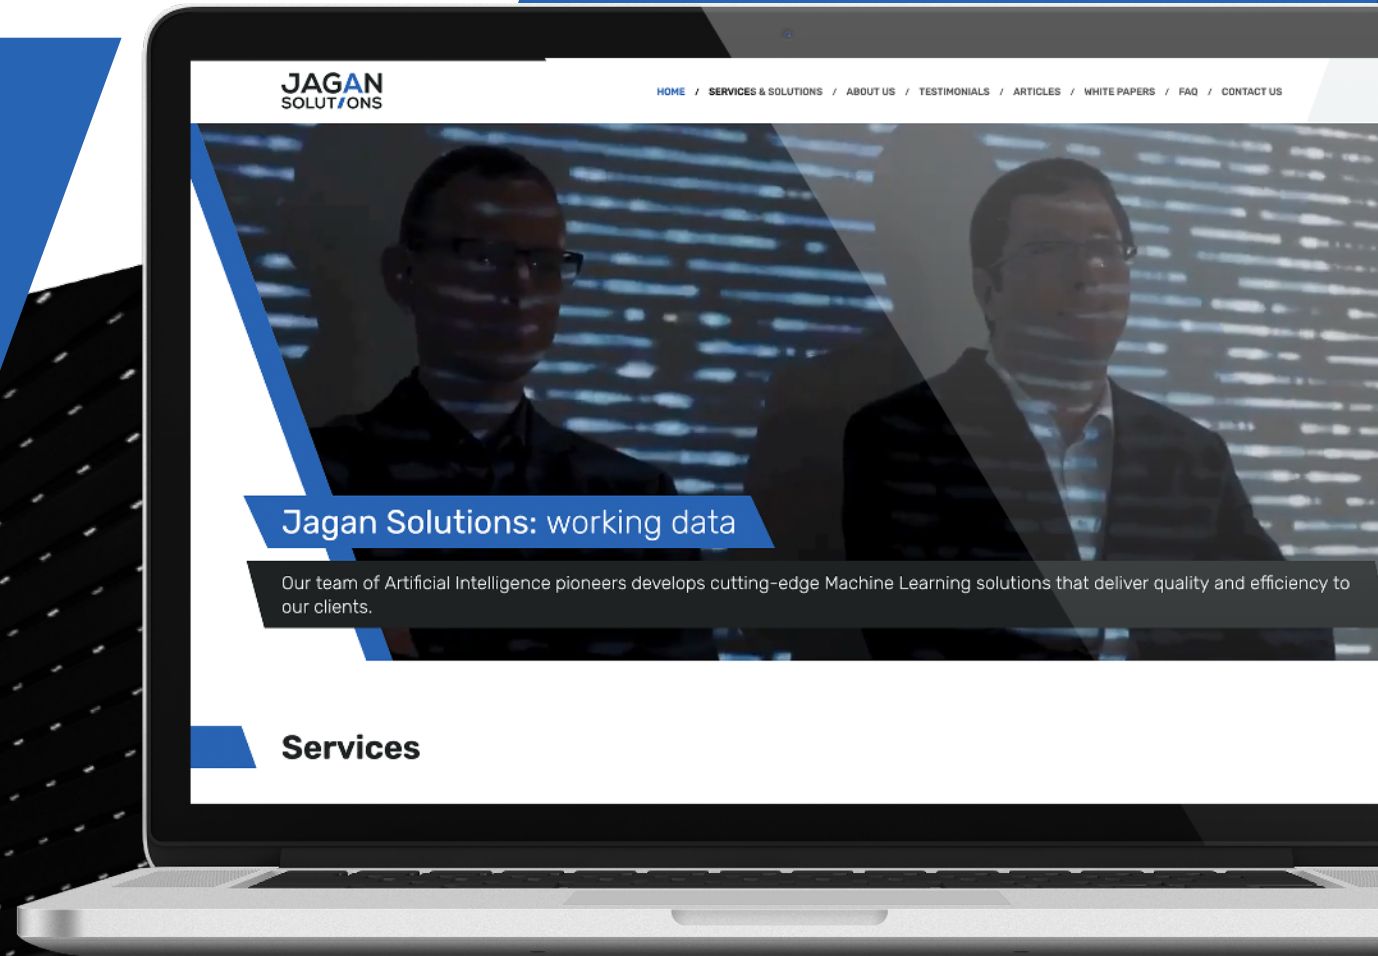 JAGAN
SOLUTIONS
HOME / SERVICES & SOLUTIONS / ABOUT US / TESTIMONIALS / ARTICLES / WHITE PAPERS / FAQ / CONTACT US
Jagan Solutions: working data
Our team of Artificial Intelligence pioneers develops cutting-edge Machine Learning solutions that deliver quality and efficiency to
our clients.
Services